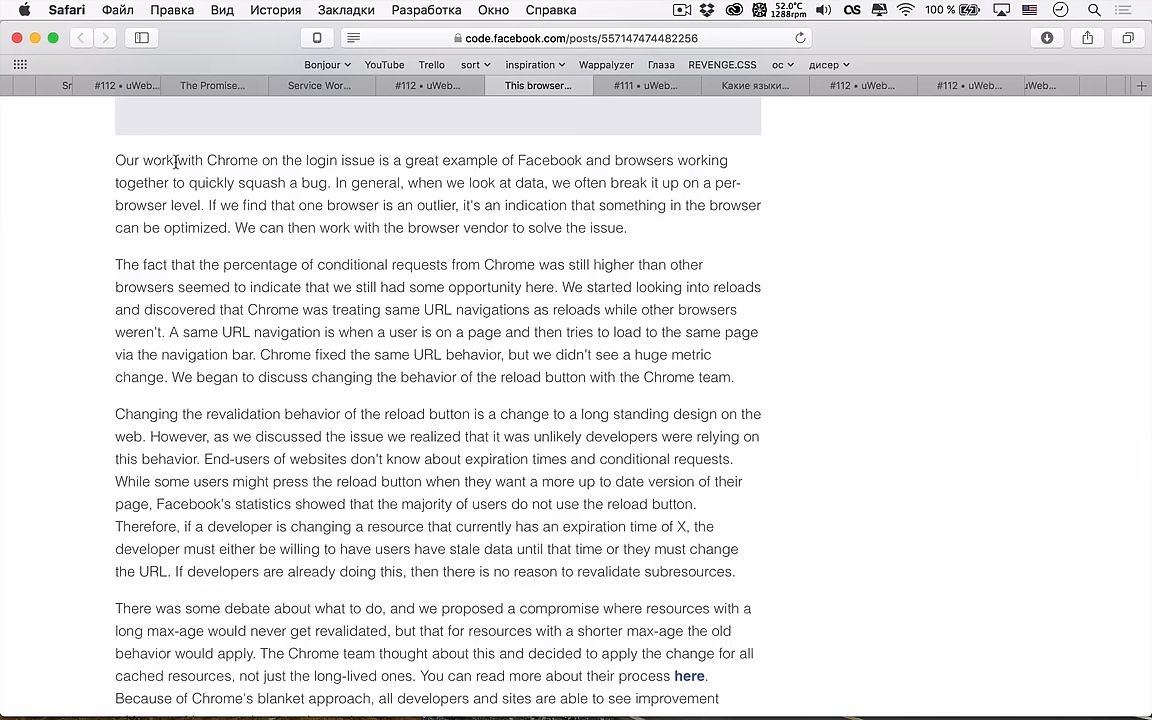 Safari Файл Правка Вид История Закладки Разработка Окно Справка 52.0°C 1288rpm 100 %
code.facebook.com/posts/557147474482256
Bonjour YouTube Trello sort inspiration Wappalyzer Глаза REVENGE.CSS ос дисер
Sr #112 • uWeb... The Promise... Service Wor... #112 • uWeb... This browser... #111 • uWeb... Какие языки... #112 • uWeb... #112 • uWeb... uWeb...
Our work with Chrome on the login issue is a great example of Facebook and browsers working
together to quickly squash a bug. In general, when we look at data, we often break it up on a per-
browser level. If we find that one browser is an outlier, it's an indication that something in the browser
can be optimized. We can then work with the browser vendor to solve the issue.
The fact that the percentage of conditional requests from Chrome was still higher than other
browsers seemed to indicate that we still had some opportunity here. We started looking into reloads
and discovered that Chrome was treating same URL navigations as reloads while other browsers
weren't. A same URL navigation is when a user is on a page and then tries to load to the same page
via the navigation bar. Chrome fixed the same URL behavior, but we didn't see a huge metric
change. We began to discuss changing the behavior of the reload button with the Chrome team.
Changing the revalidation behavior of the reload button is a change to a long standing design on the
web. However, as we discussed the issue we realized that it was unlikely developers were relying on
this behavior. End-users of websites don't know about expiration times and conditional requests.
While some users might press the reload button when they want a more up to date version of their
page, Facebook's statistics showed that the majority of users do not use the reload button.
Therefore, if a developer is changing a resource that currently has an expiration time of X, the
developer must either be willing to have users have stale data until that time or they must change
the URL. If developers are already doing this, then there is no reason to revalidate subresources.
There was some debate about what to do, and we proposed a compromise where resources with a
long max-age would never get revalidated, but that for resources with a shorter max-age the old
behavior would apply. The Chrome team thought about this and decided to apply the change for all
cached resources, not just the long-lived ones. You can read more about their process here.
Because of Chrome's blanket approach, all developers and sites are able to see improvement